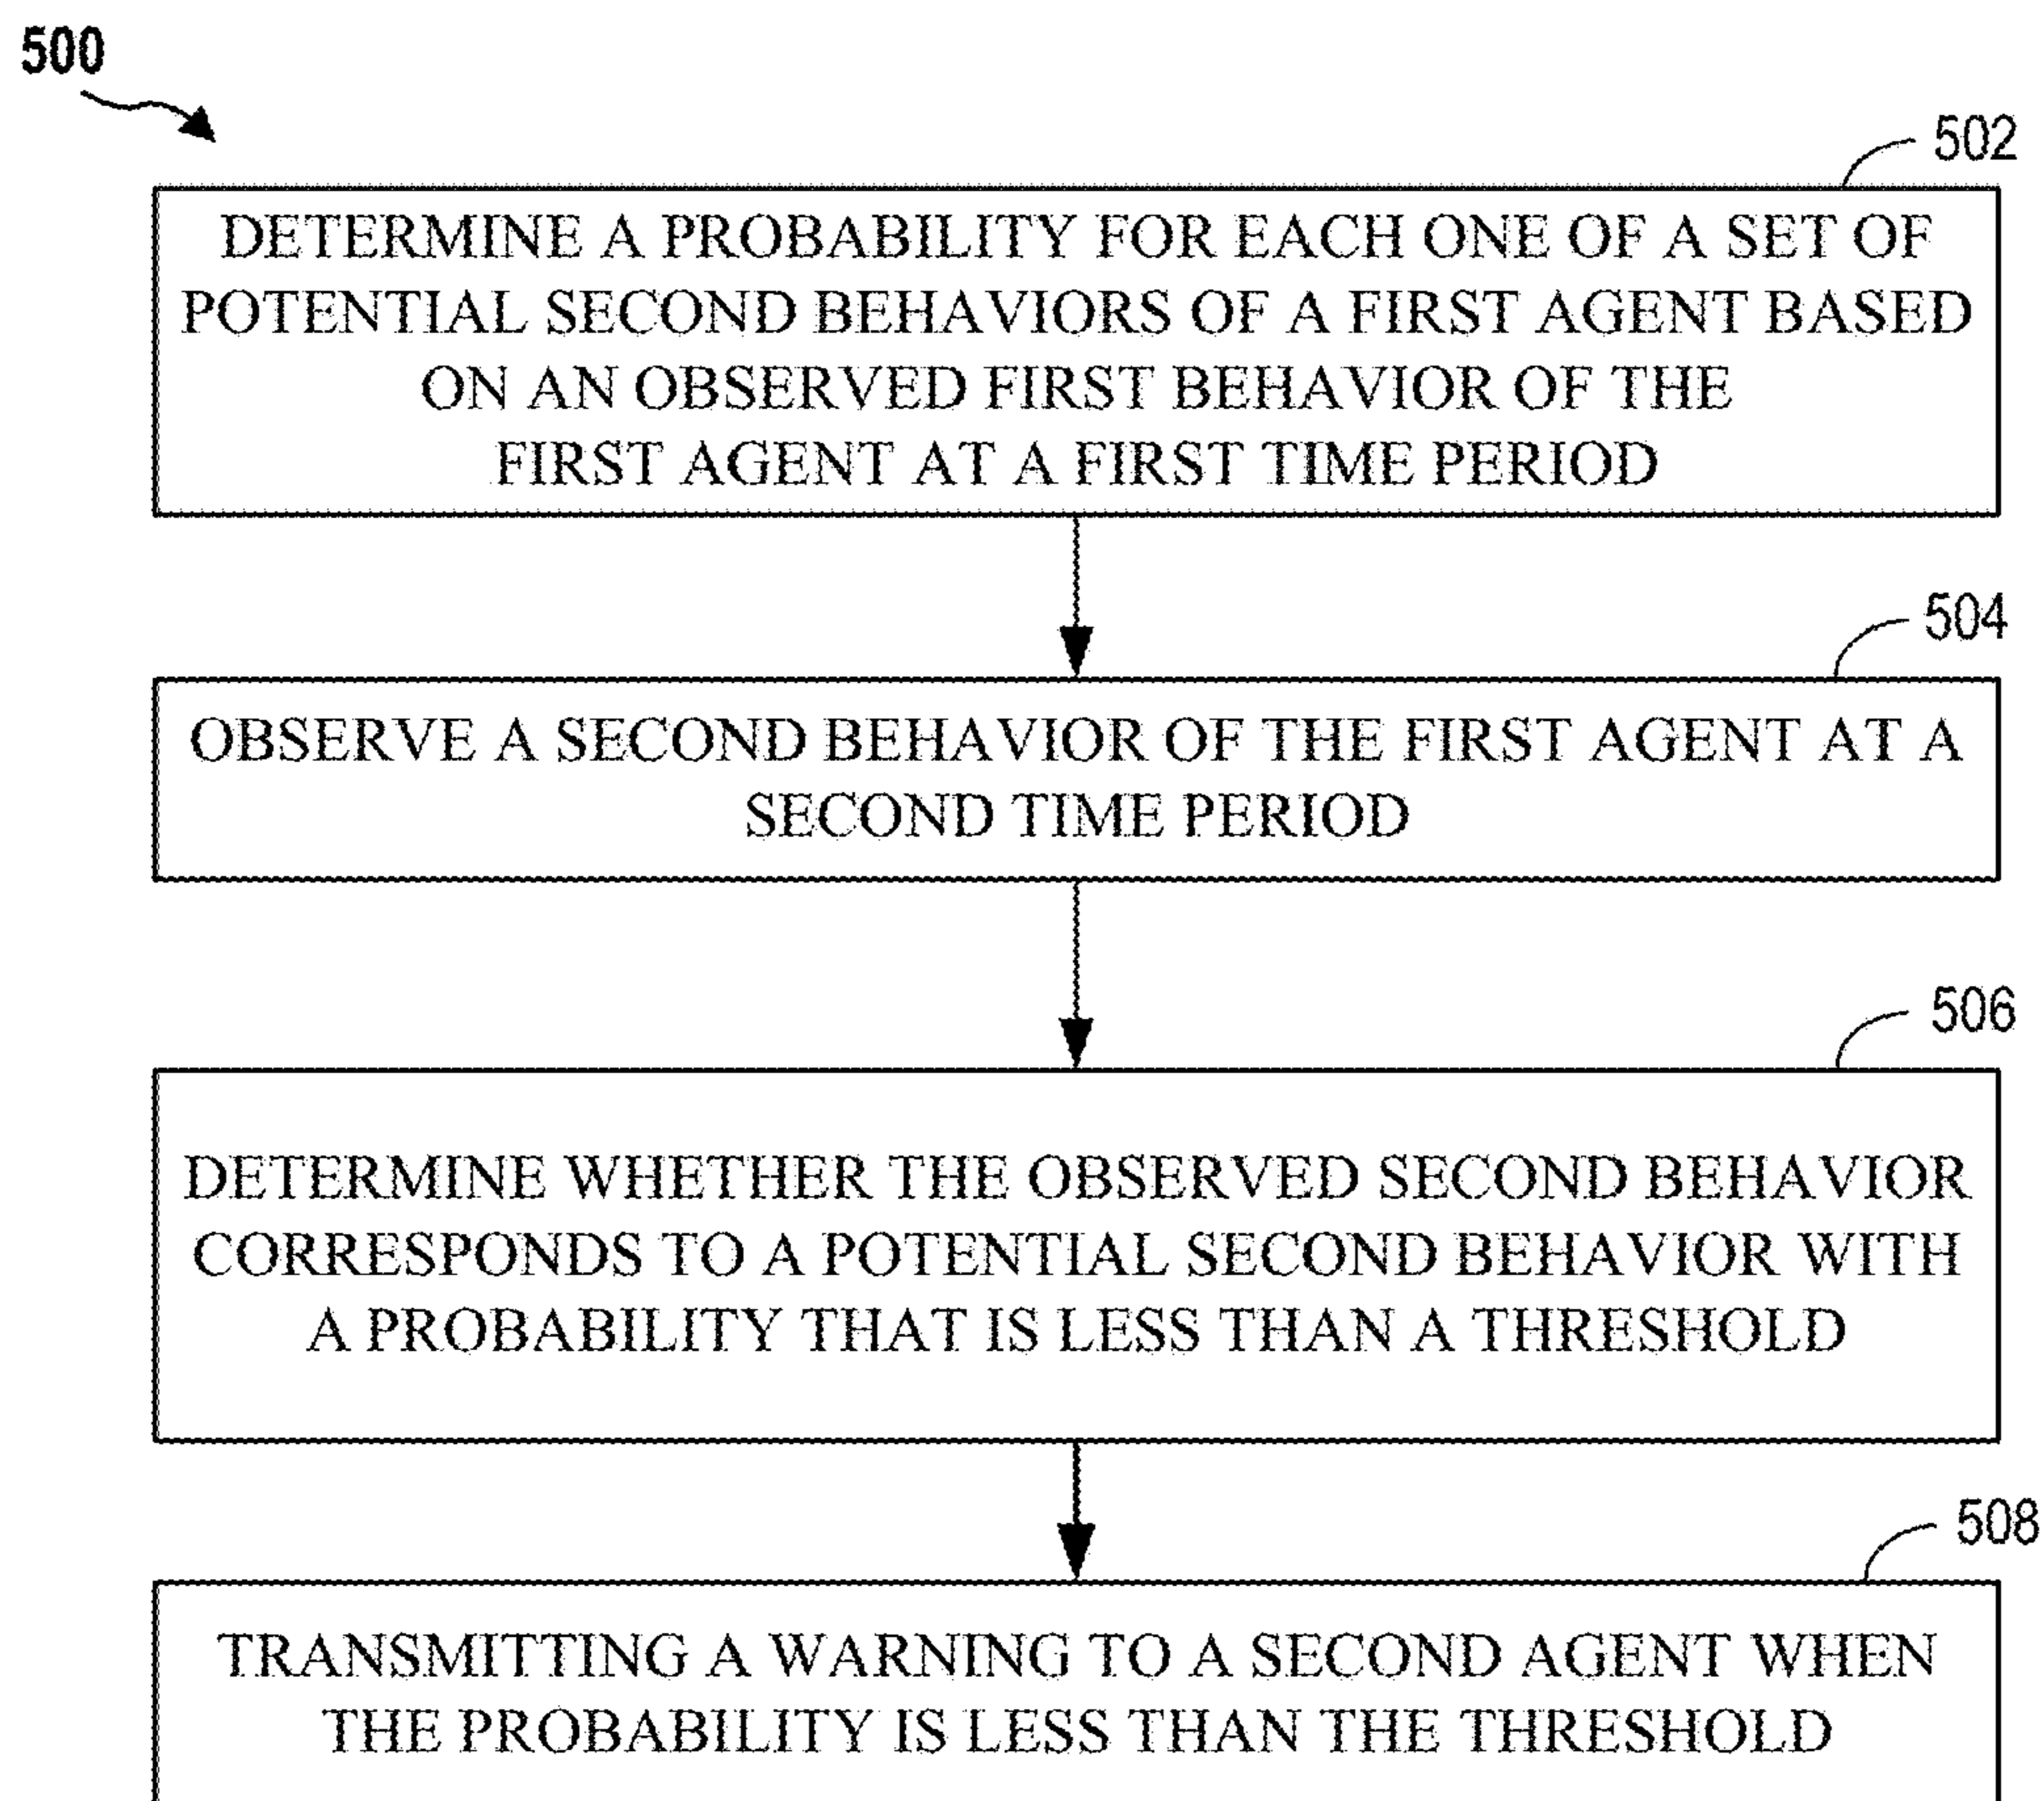 500
502
DETERMINE A PROBABILITY FOR EACH ONE OF A SET OF
POTENTIAL SECOND BEHAVIORS OF A FIRST AGENT BASED
ON AN OBSERVED FIRST BEHAVIOR OF THE
FIRST AGENT AT A FIRST TIME PERIOD
504
OBSERVE A SECOND BEHAVIOR OF THE FIRST AGENT AT A
SECOND TIME PERIOD
506
DETERMINE WHETHER THE OBSERVED SECOND BEHAVIOR
CORRESPONDS TO A POTENTIAL SECOND BEHAVIOR WITH
A PROBABILITY THAT IS LESS THAN A THRESHOLD
508
TRANSMITTING A WARNING TO A SECOND AGENT WHEN
THE PROBABILITY IS LESS THAN THE THRESHOLD